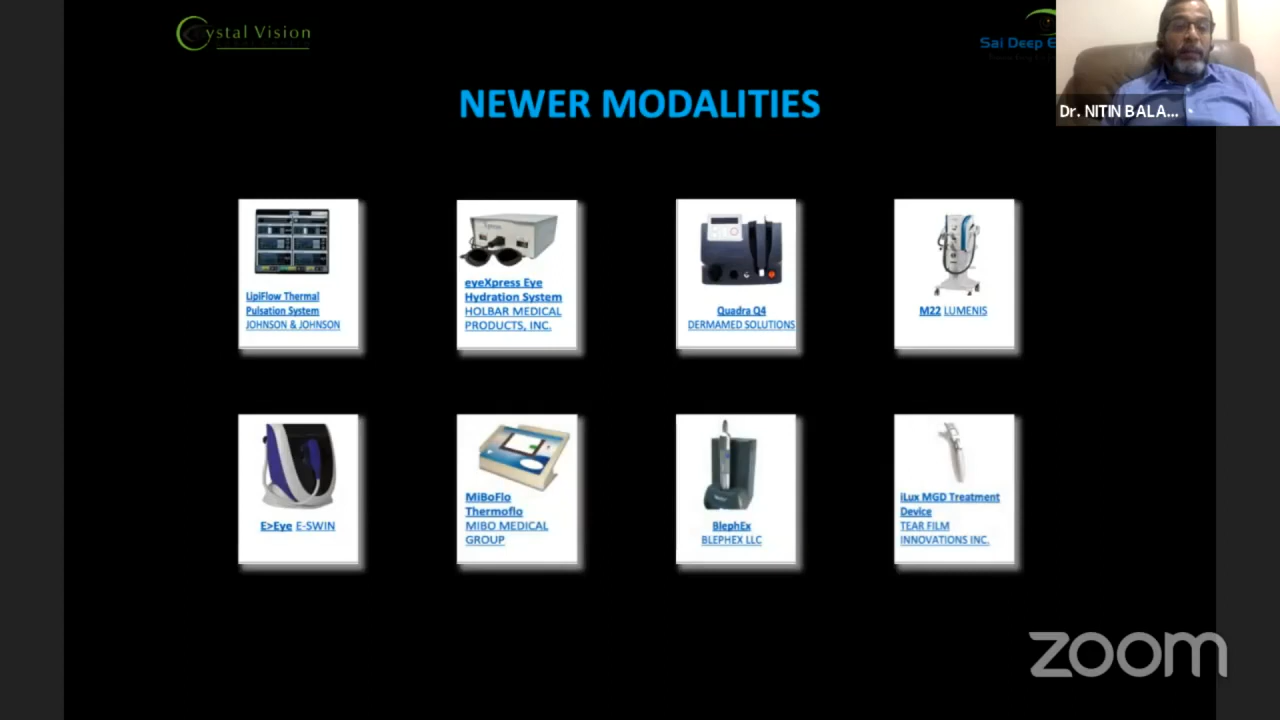 Crystal Vision
Sai Deep E
Dr. NITIN BALA...
NEWER MODALITIES
LipiFlow Thermal
Pulsation System
JOHNSON & JOHNSON
eyeXpress Eye
Hydration System
HOLBAR MEDICAL
PRODUCTS, INC.
Quadra Q4
DERMAMED SOLUTIONS
M22 LUMENIS
E>Eye E-SWIN
MiBoFlo
Thermoflo
MIBO MEDICAL
GROUP
BlephEx
BLEPHEX LLC
iLux MGD Treatment
Device
TEAR FILM
INNOVATIONS INC.
zoom